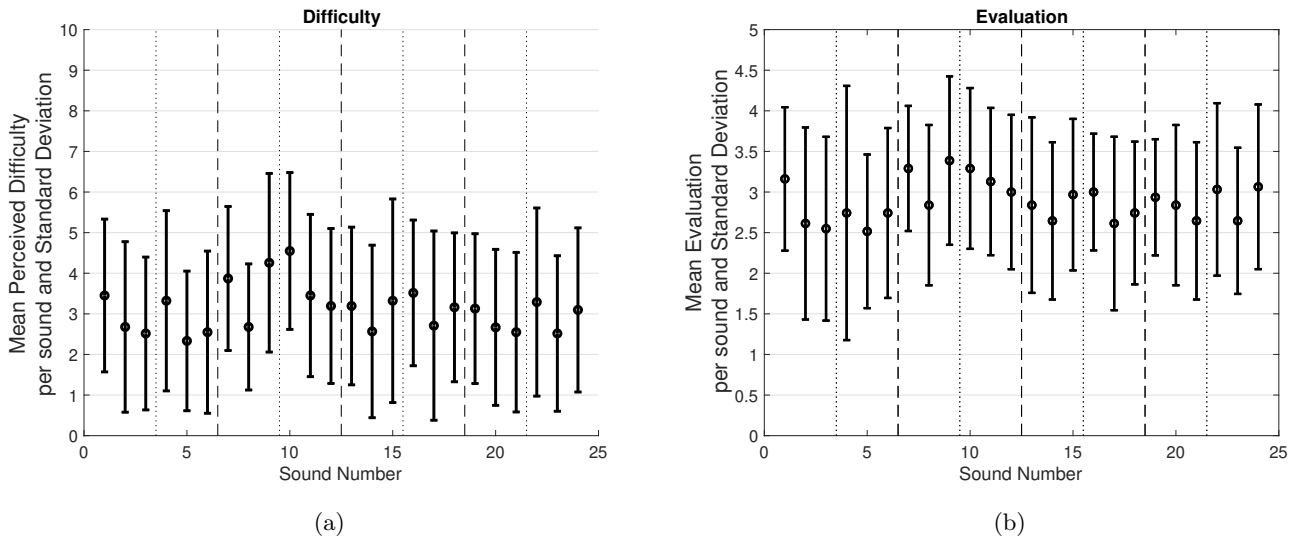 Difficulty
10
9
8
7
6
5
4
3
2
1
0
Mean Perceived Difficulty
per sound and Standard Deviation
0 5 10 15 20 25
Sound Number
(a)
Evaluation
5
4.5
4
3.5
3
2.5
2
1.5
1
0.5
0
Mean Evaluation
per sound and Standard Deviation
0 5 10 15 20 25
Sound Number
(b)